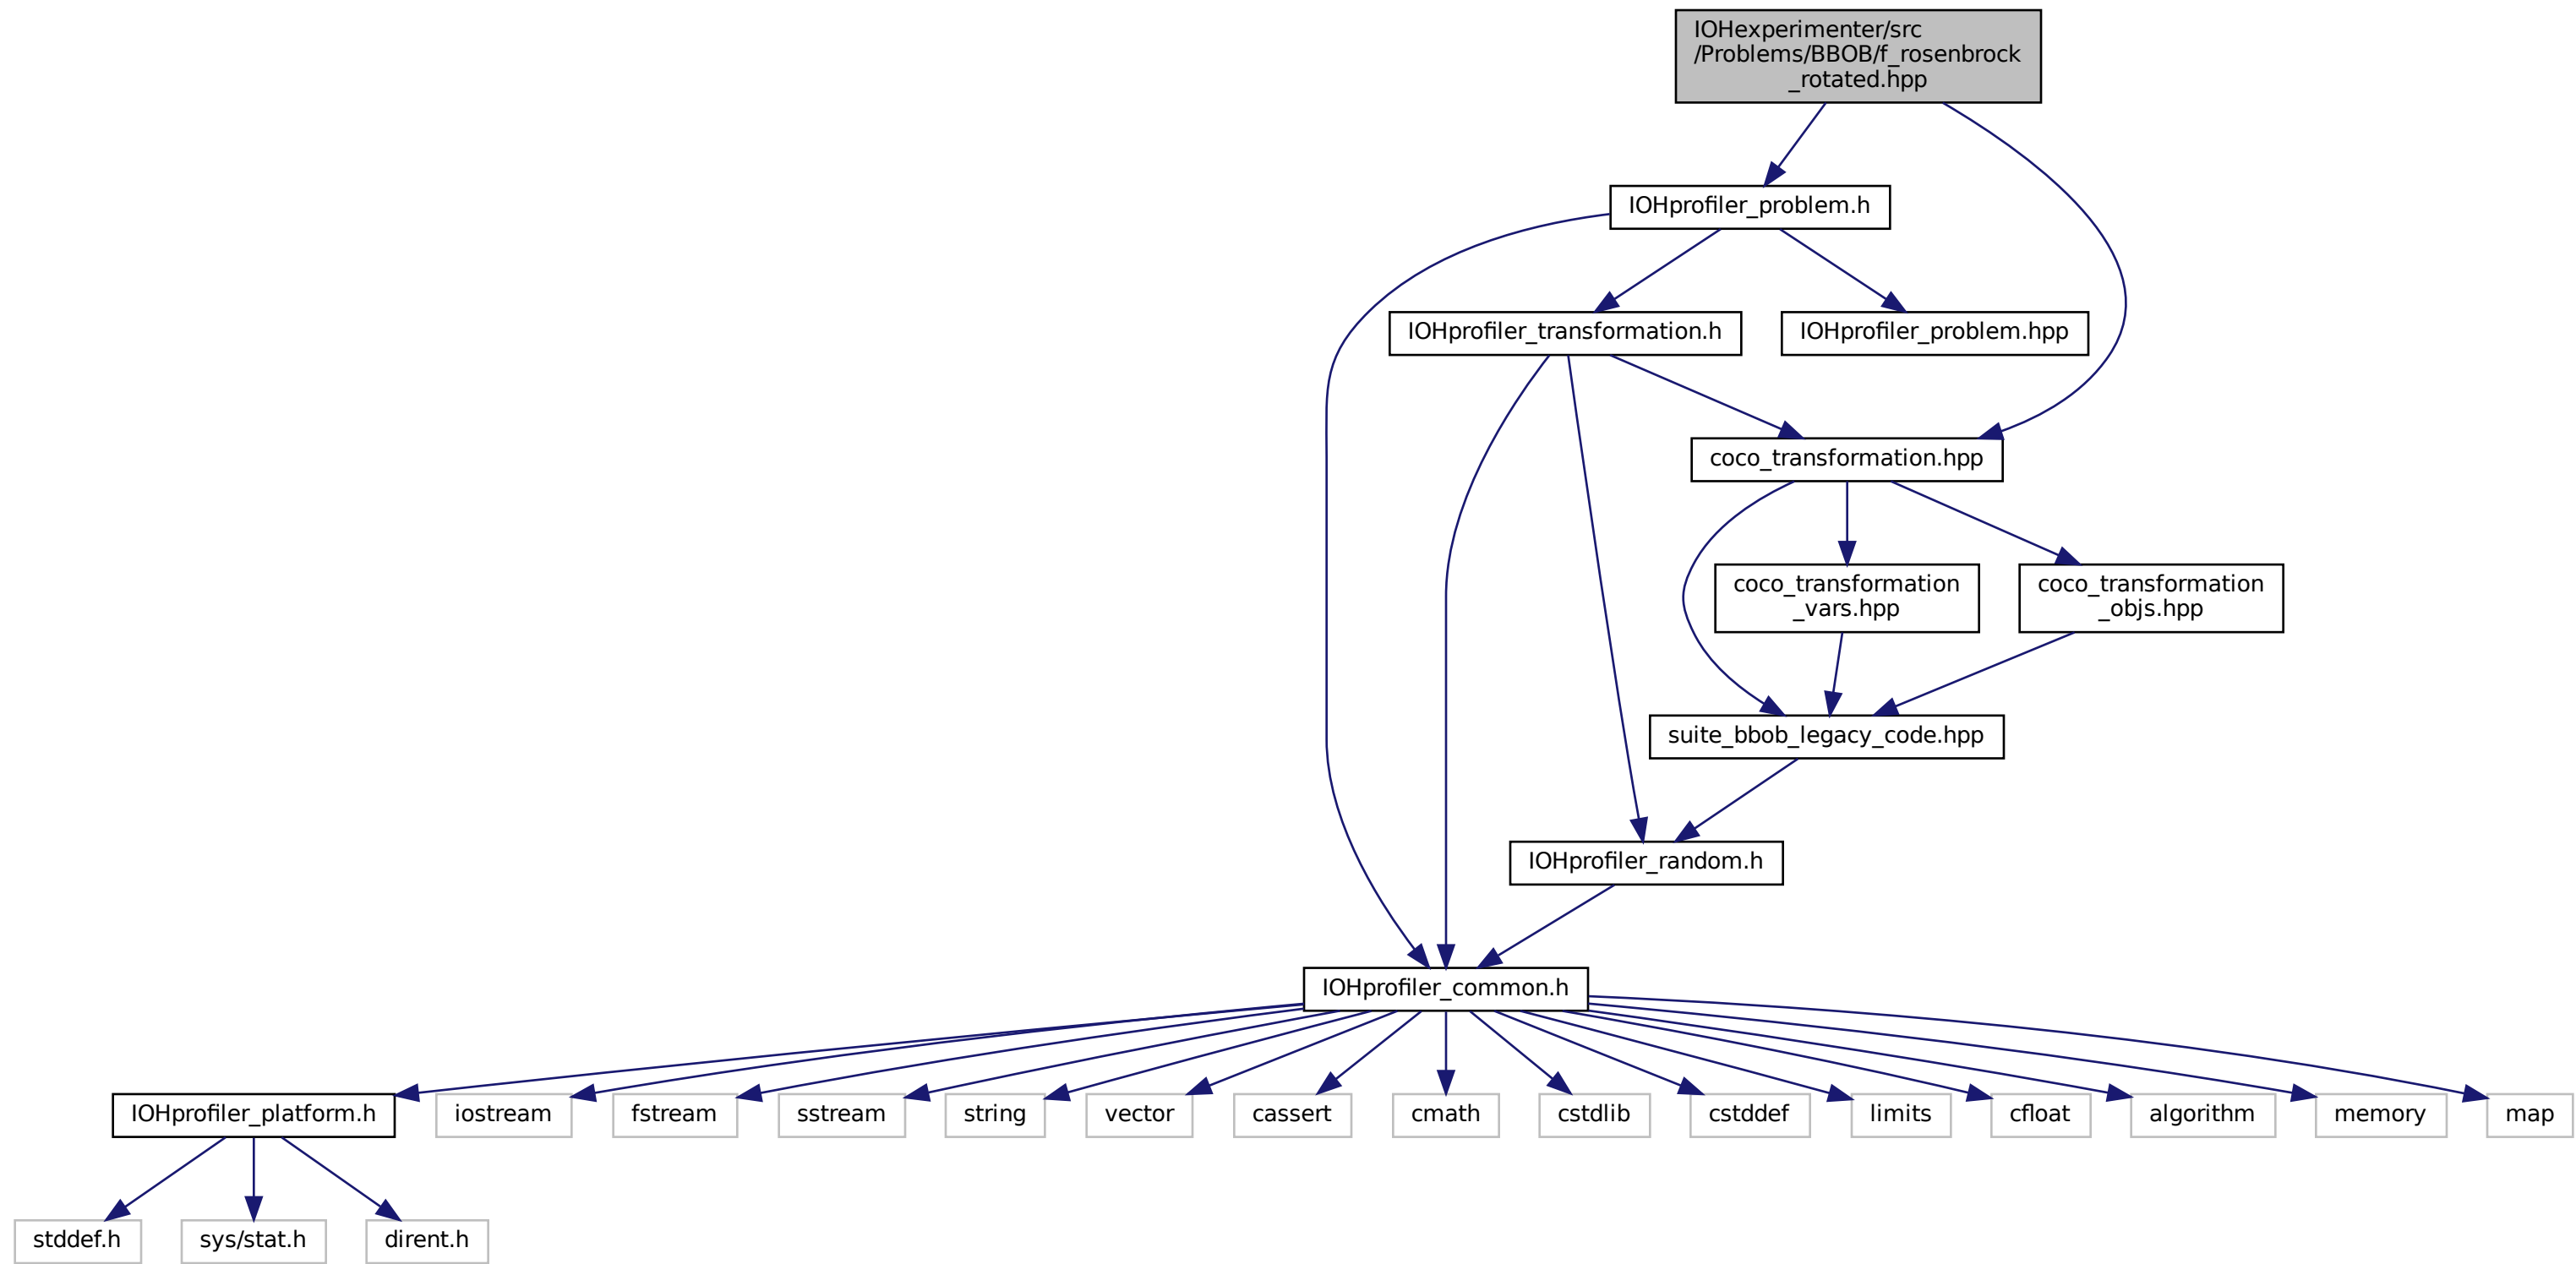 IOHexperimenter/src
/Problems/BBOB/f_rosenbrock
_rotated.hpp
IOHprofiler_problem.h
IOHprofiler_transformation.h
IOHprofiler_problem.hpp
coco_transformation.hpp
coco_transformation
_vars.hpp
coco_transformation
_objs.hpp
suite_bbob_legacy_code.hpp
IOHprofiler_random.h
IOHprofiler_common.h
IOHprofiler_platform.h
iostream
fstream
sstream
string
vector
cassert
cmath
cstdlib
cstddef
limits
cfloat
algorithm
memory
map
stddef.h
sys/stat.h
dirent.h